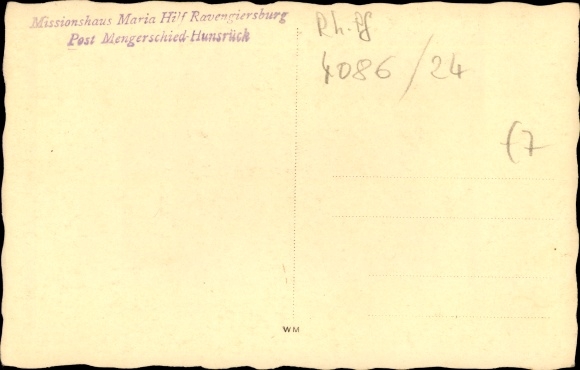 Missionshaus Maria Hilf Ravengiersburg
Post Mengerschied-Hunsrück
Rh.Pf
4086/24
(7
WM